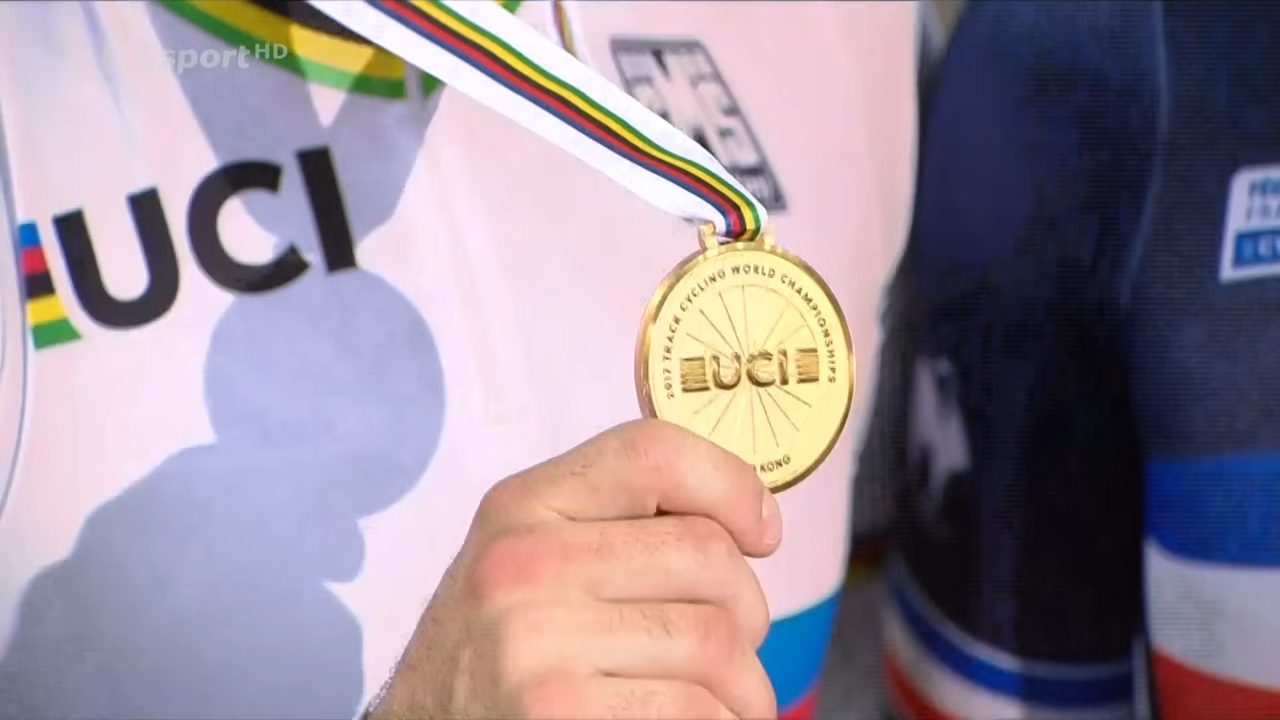 sport HD
UCI
2017 TRACK CYCLING WORLD CHAMPIONSHIPS
UCI
KONG